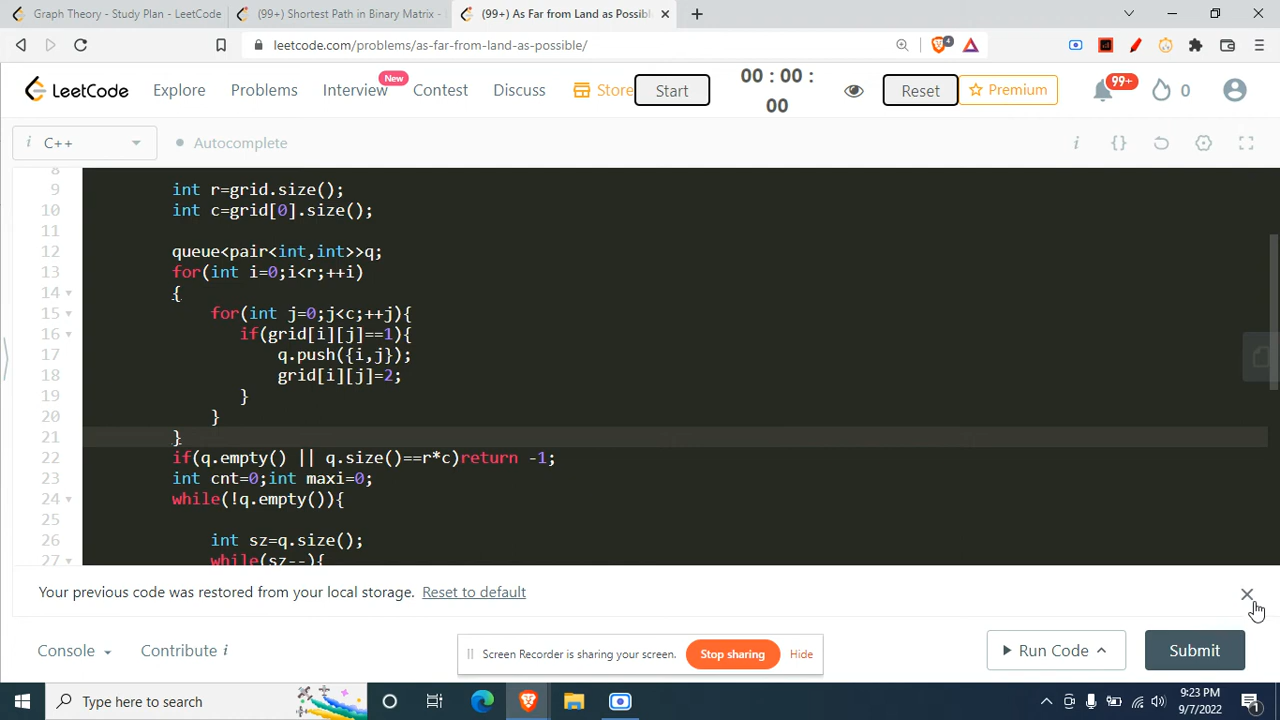 Graph Theory - Study Plan - LeetCode
(99+) Shortest Path in Binary Matrix -
(99+) As Far from Land as Possible
leetcode.com/problems/as-far-from-land-as-possible/
4
LeetCode
Explore
Problems
Interview
New
Contest
Discuss
Store
Start
00 : 00 :
00
Reset
Premium
99+
0
i C++
Autocomplete
i {}
8
9 int r=grid.size();
10 int c=grid[0].size();
11
12 queue<pair<int,int>>q;
13 for(int i=0;i<r;++i)
14 {
15 for(int j=0;j<c;++j){
16 if(grid[i][j]==1){
17 q.push({i,j});
18 grid[i][j]=2;
19 }
20 }
21 }
22 if(q.empty() || q.size()==r*c)return -1;
23 int cnt=0;int maxi=0;
24 while(!q.empty()){
25
26 int sz=q.size();
27 while(sz--){
Your previous code was restored from your local storage. Reset to default
Console
Contribute i
Screen Recorder is sharing your screen.
Stop sharing
Hide
Run Code
Submit
Type here to search
9:23 PM
9/7/2022
1